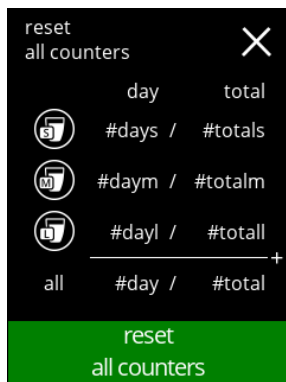 reset
all counters
day total
S #days / #totals
M #daym / #totalm
L #dayl / #totall
+
all #day / #total
reset
all counters